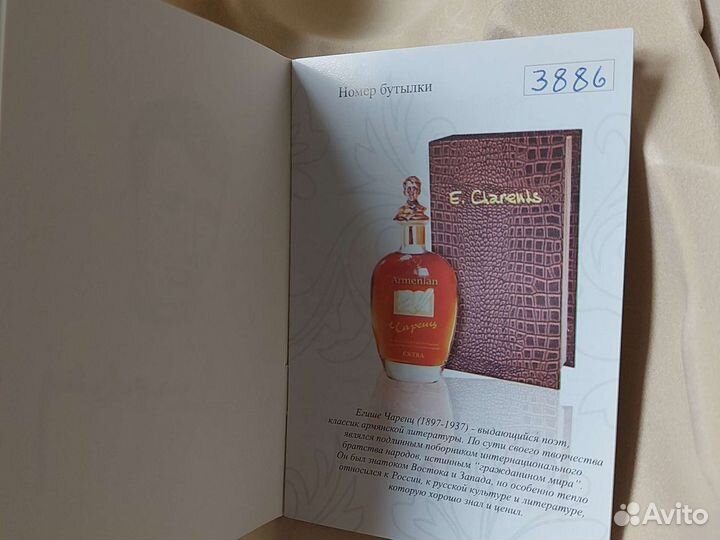 Номер бутылки
3886
E. Clarents
Armenian
Чаренц
EXTRA
Егише Чаренц (1897-1937) - выдающийся поэт,
классик армянской литературы. По сути своего творчества
являлся подлинным поборником интернационального
братства народов, истинным "гражданином мира".
Он был знатоком Востока и Запада, но особенно тепло
относился к России, к русской культуре и литературе,
которую хорошо знал и ценил.
Avito